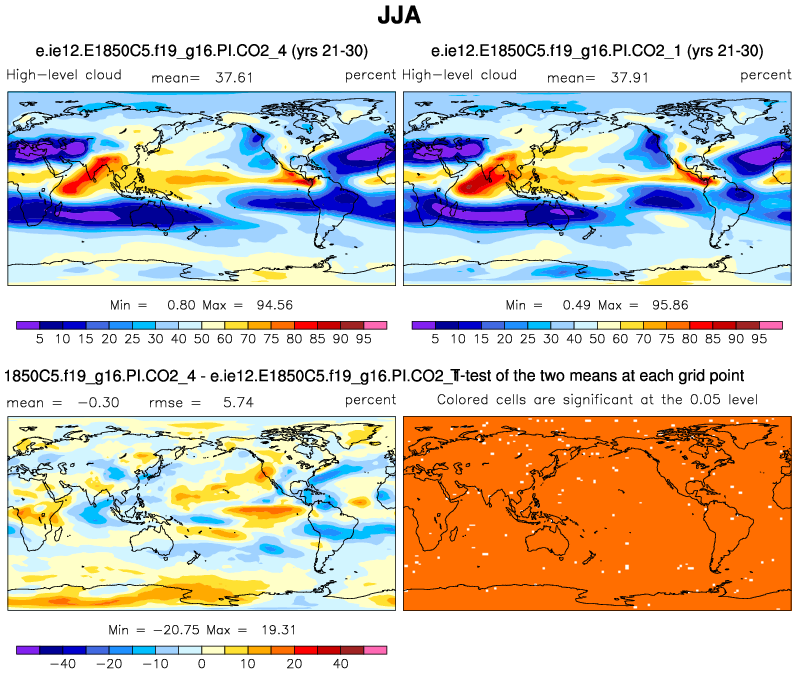 JJA
e.ie12.E1850C5.f19_g16.PI.CO2_4 (yrs 21-30)
High-level cloud mean= 37.61 percent
Min = 0.80 Max = 94.56
5 10 15 20 25 30 40 50 60 70 75 80 85 90 95
e.ie12.E1850C5.f19_g16.PI.CO2_1 (yrs 21-30)
High-level cloud mean= 37.91 percent
Min = 0.49 Max = 95.86
5 10 15 20 25 30 40 50 60 70 75 80 85 90 95
1850C5.f19_g16.PI.CO2_4 - e.ie12.E1850C5.f19_g16.PI.CO2_
mean = -0.30 rmse = 5.74 percent
Min = -20.75 Max = 19.31
-40 -20 -10 0 10 20 40
T-test of the two means at each grid point
Colored cells are significant at the 0.05 level